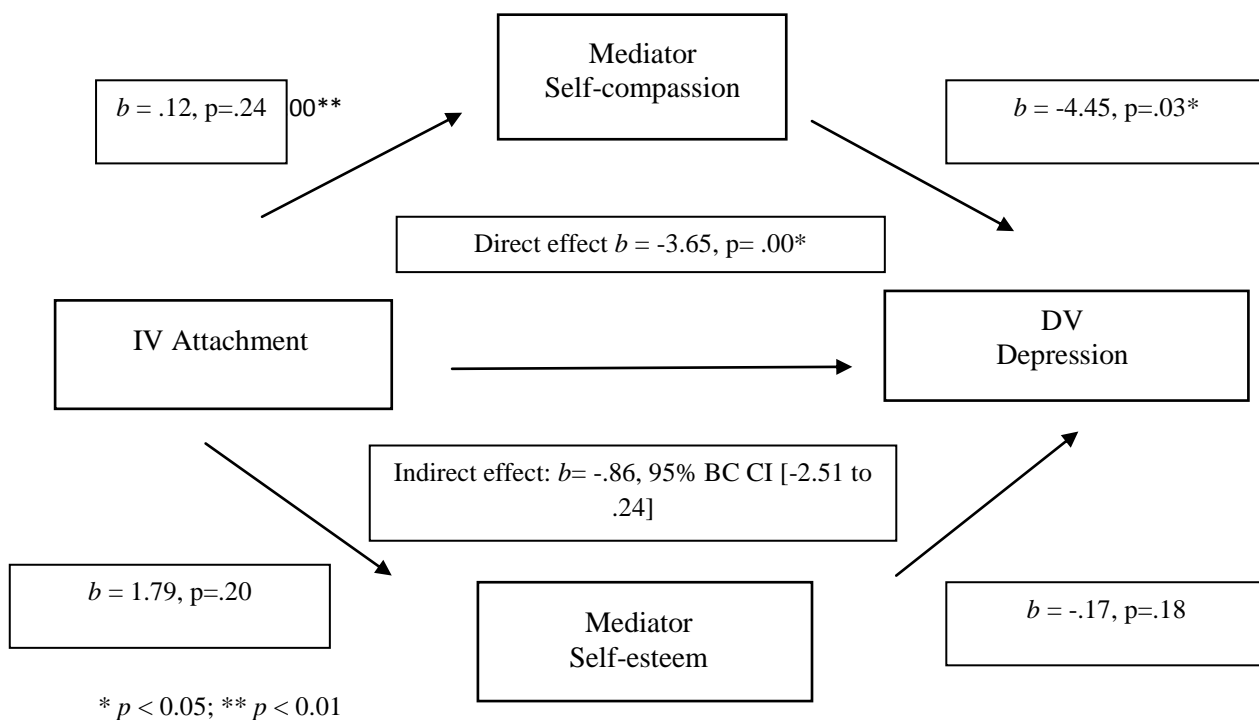 Mediator
Self-compassion
b = .12, p=.24 00**
b = -4.45, p=.03*
Direct effect b = -3.65, p= .00*
IV Attachment
DV
Depression
Indirect effect: b= -.86, 95% BC CI [-2.51 to
.24]
b = 1.79, p=.20
Mediator
Self-esteem
b = -.17, p=.18
* p < 0.05; ** p < 0.01